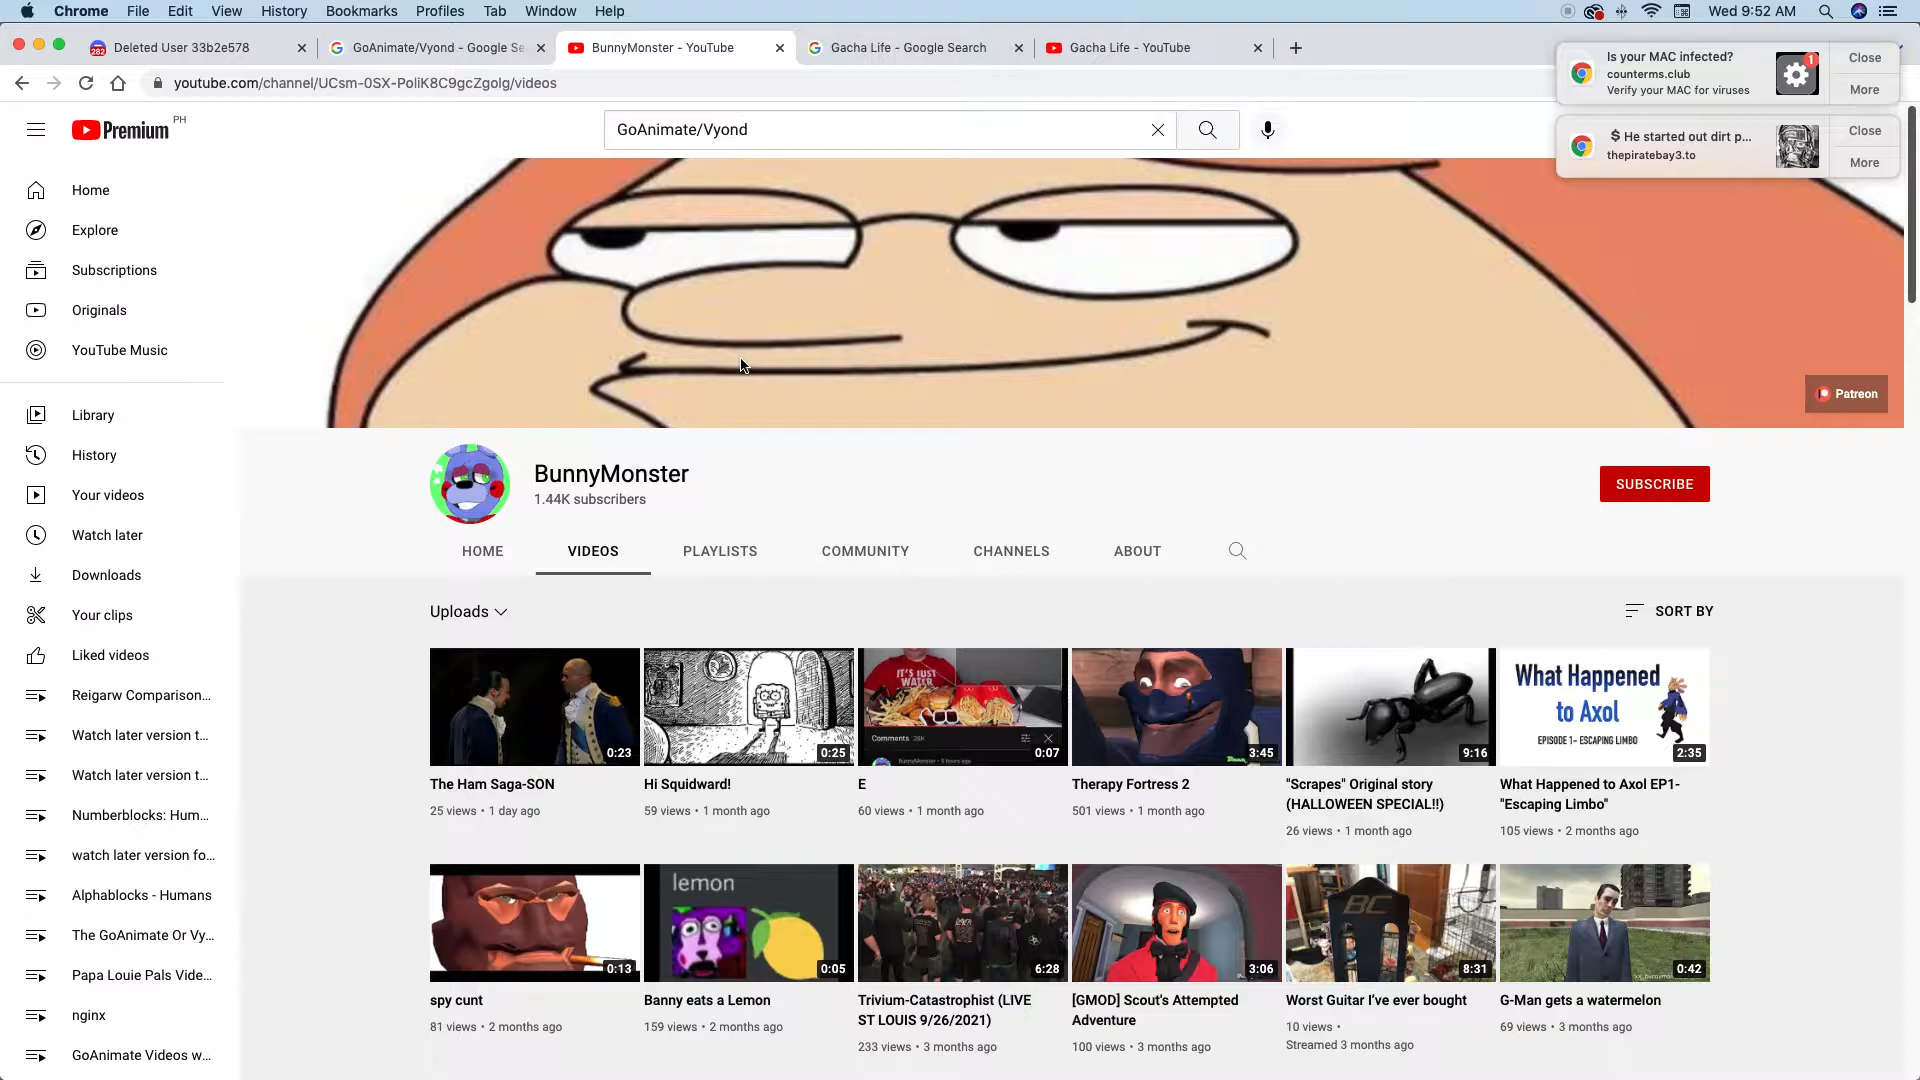 Chrome File Edit View History Bookmarks Profiles Tab Window Help Wed 9:52 AM
Deleted User 33b2e578
GoAnimate/Vyond - Google Se
BunnyMonster - YouTube
Gacha Life - Google Search
Gacha Life - YouTube
youtube.com/channel/UCsm-0SX-PoliK8C9gcZgolg/videos
Is your MAC infected?
counterms.club
Verify your MAC for viruses
1
Close
More
$ He started out dirt p...
thepiratebay3.to
Close
More
Premium PH
GoAnimate/Vyond
Home
Explore
Subscriptions
Originals
YouTube Music
Library
History
Your videos
Watch later
Downloads
Your clips
Liked videos
Reigarw Comparison...
Watch later version t...
Watch later version t...
Numberblocks: Hum...
watch later version fo...
Alphablocks - Humans
The GoAnimate Or Vy...
Papa Louie Pals Vide...
nginx
GoAnimate Videos w...
Patreon
BunnyMonster
1.44K subscribers
SUBSCRIBE
HOME VIDEOS PLAYLISTS COMMUNITY CHANNELS ABOUT
Uploads
SORT BY
0:23
The Ham Saga-SON
25 views • 1 day ago
0:25
Hi Squidward!
59 views • 1 month ago
IT'S JUST
WATER
Comments 28K
0:07
E
60 views • 1 month ago
3:45
Therapy Fortress 2
501 views • 1 month ago
9:16
"Scrapes" Original story
(HALLOWEEN SPECIAL!!)
26 views • 1 month ago
What Happened
to Axol
EPISODE 1- ESCAPING LIMBO
2:35
What Happened to Axol EP1-
"Escaping Limbo"
105 views • 2 months ago
0:13
spy cunt
81 views • 2 months ago
lemon
0:05
Banny eats a Lemon
159 views • 2 months ago
6:28
Trivium-Catastrophist (LIVE
ST LOUIS 9/26/2021)
233 views • 3 months ago
3:06
[GMOD] Scout's Attempted
Adventure
100 views • 3 months ago
BC
8:31
Worst Guitar I've ever bought
10 views •
Streamed 3 months ago
0:42
G-Man gets a watermelon
69 views • 3 months ago